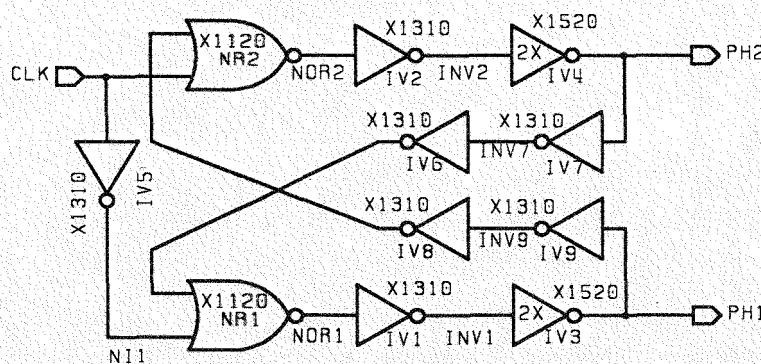 X1310
X1520
X1120
NR2
2X
PH2
CLK
NOR2
IV2
INV2
IV4
X1310
X1310
X1310
IV5
IV6
INV7
IV7
X1310
X1310
IV8
INV9
IV9
X1120
NR1
X1310
X1520
2X
PH1
NI1
NOR1
IV1
INV1
IV3